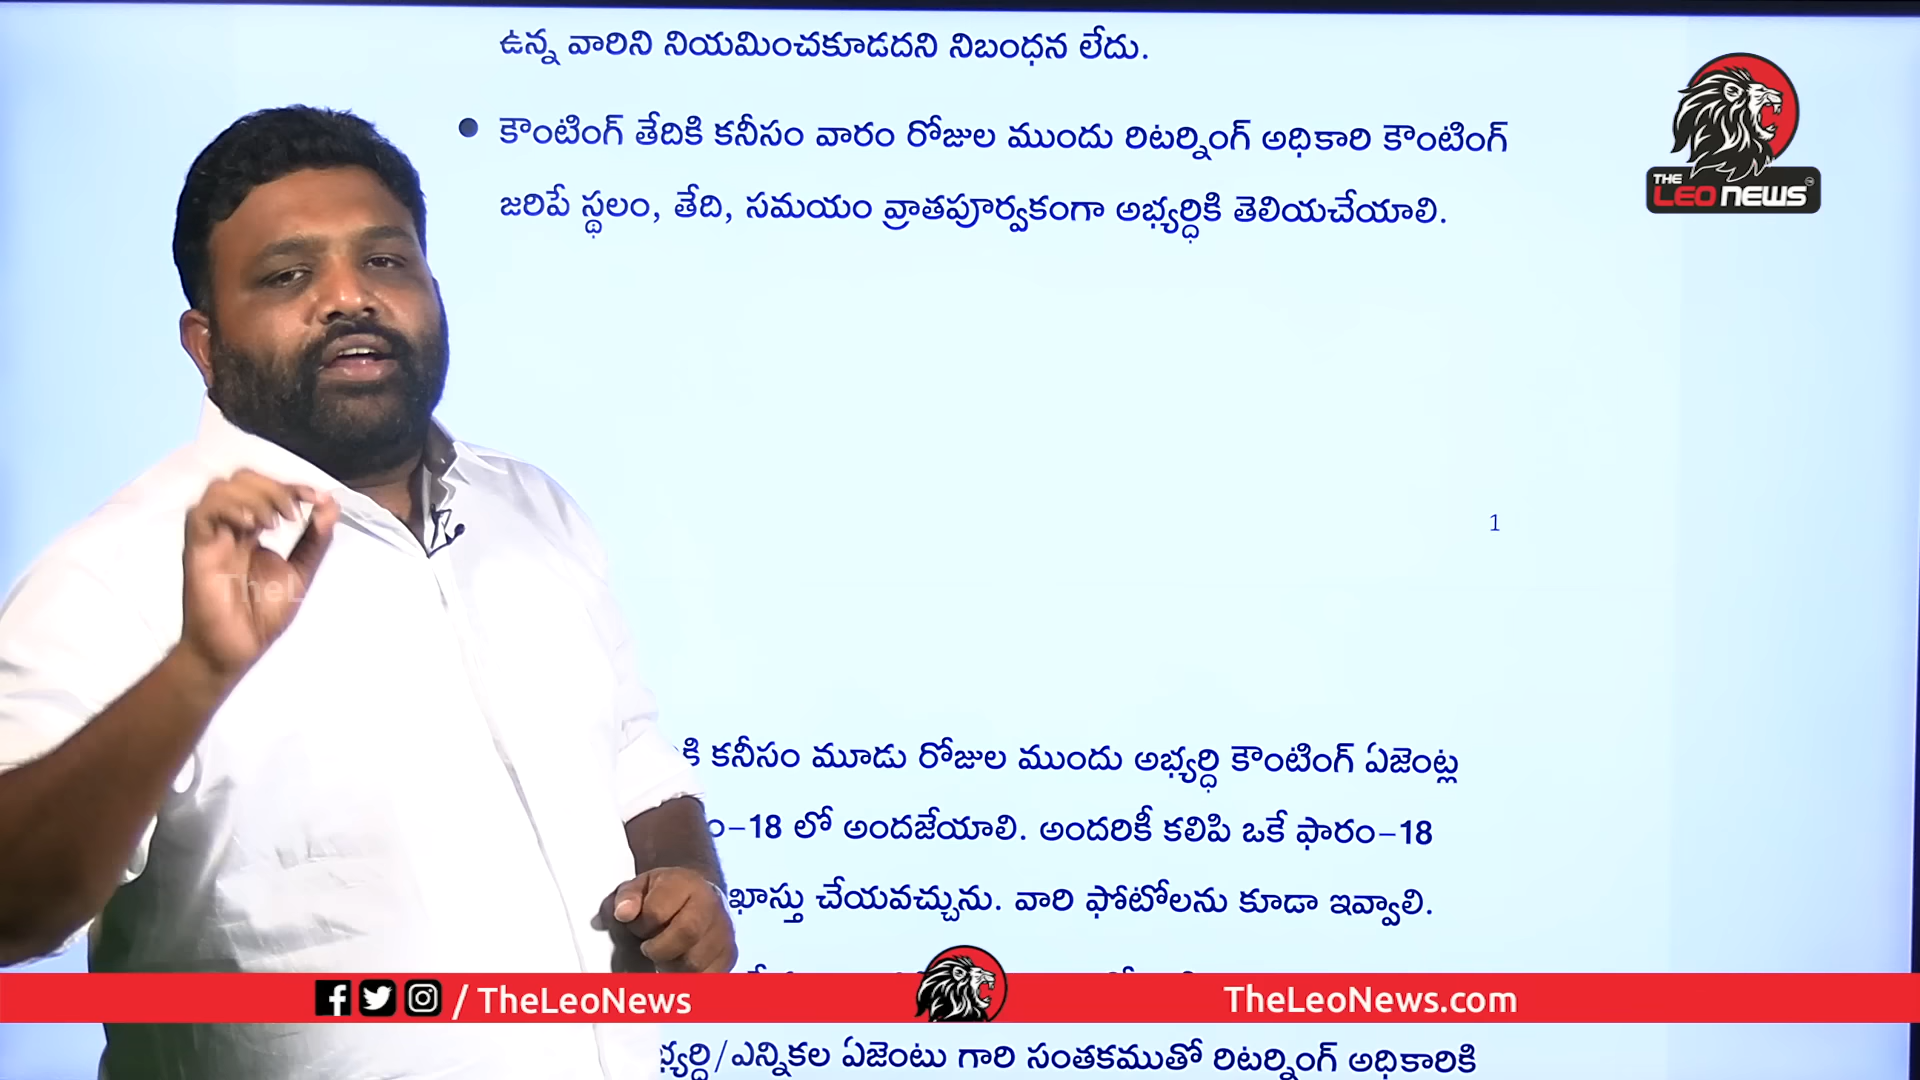 ఉన్న వారిని నియమించకూడదని నిబంధన లేదు.
● కౌంటింగ్ తేదికి కనీసం వారం రోజుల ముందు రిటర్నింగ్ అధికారి కౌంటింగ్
జరిపే స్థలం, తేది, సమయం వ్రాతపూర్వకంగా అభ్యర్ధికి తెలియచేయాలి.
THE
LEO NEWS
1
కనీసం మూడు రోజుల ముందు అభ్యర్ధి కౌంటింగ్ ఏజెంట్ల
-18 లో అందజేయాలి. అందరికీ కలిపి ఒకే ఫారం-18
చేయవచ్చును. వారి ఫోటోలను కూడా ఇవ్వాలి.
/ TheLeoNews
TheLeoNews.com
/ఎన్నికల ఏజెంటు గారి సంతకముతో రిటర్నింగ్ అధికారికి